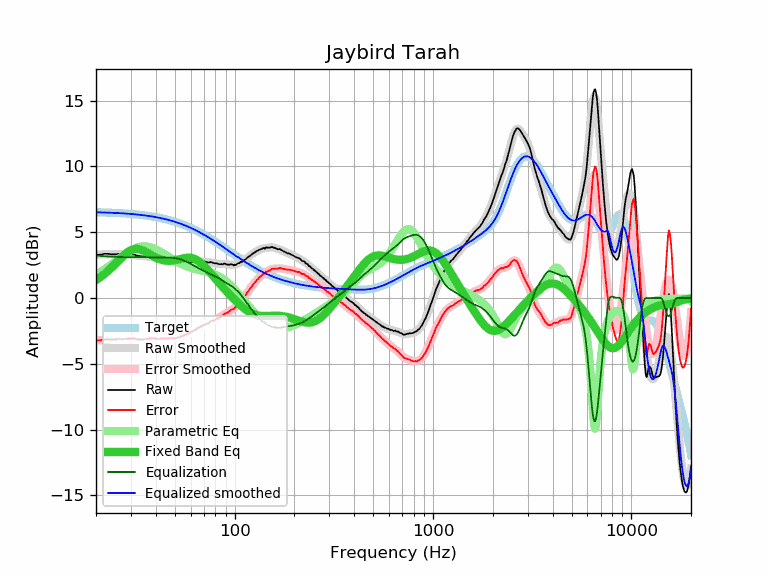 Jaybird Tarah
Amplitude (dBr)
15
10
5
0
−5
−10
−15
Target
Raw Smoothed
Error Smoothed
Raw
Error
Parametric Eq
Fixed Band Eq
Equalization
Equalized smoothed
100
1000
10000
Frequency (Hz)